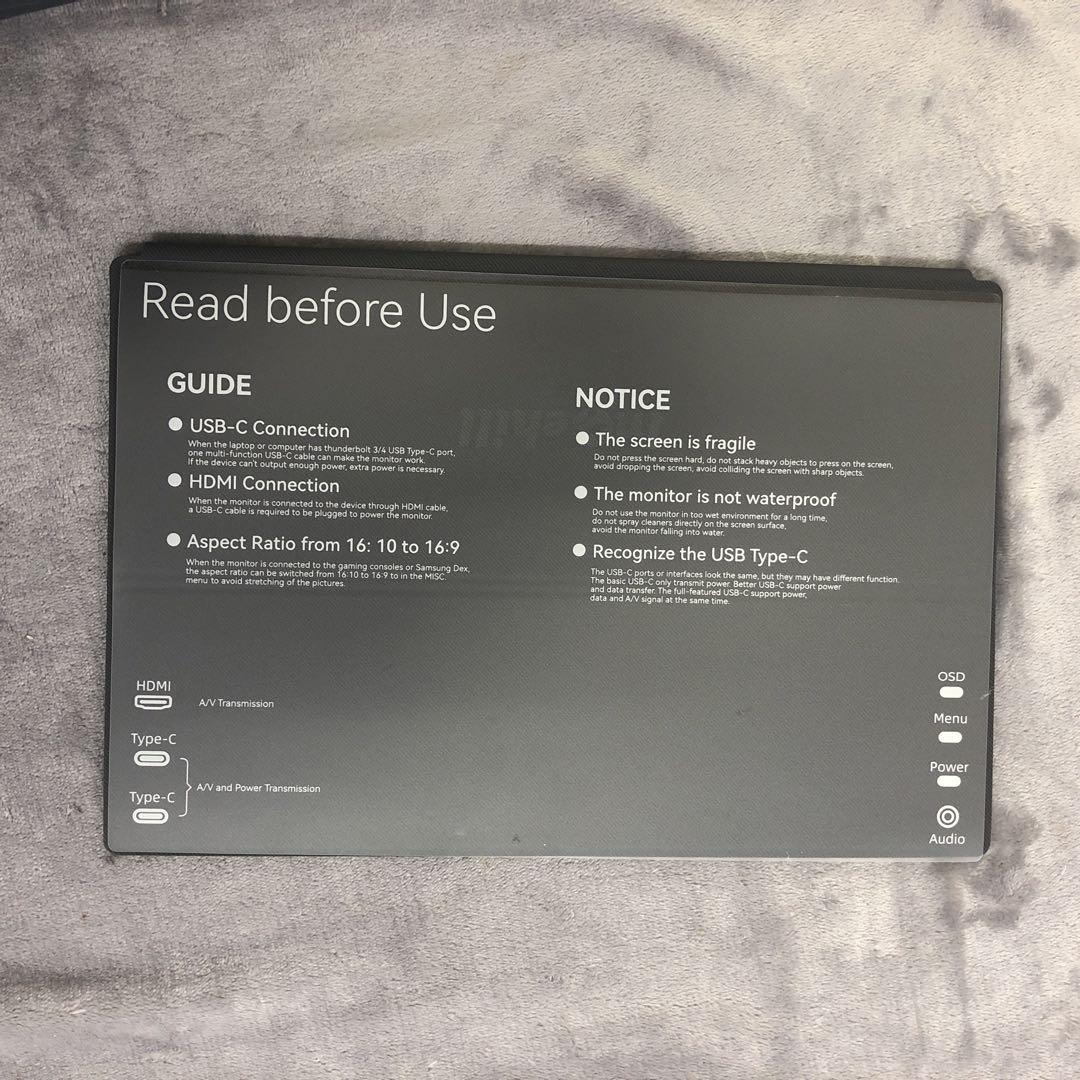 Read before Use
GUIDE
USB-C Connection
When the laptop or computer has thunderbolt 3/4 USB Type-C port,
one multi-function USB-C cable can make the monitor work.
If the device can't output enough power, extra power is necessary.
HDMI Connection
When the monitor is connected to the device through HDMI cable,
a USB-C cable is required to be plugged to power the monitor.
Aspect Ratio from 16: 10 to 16:9
When the monitor is connected to the gaming consoles or Samsung Dex,
the aspect ratio can be switched from 16:10 to 16:9 to in the MISC.
menu to avoid stretching of the pictures.
NOTICE
The screen is fragile
Do not press the screen hard, do not stack heavy objects to press on the screen,
avoid dropping the screen, avoid colliding the screen with sharp objects.
The monitor is not waterproof
Do not use the monitor in too wet environment for a long time,
do not spray cleaners directly on the screen surface,
avoid the monitor falling into water.
Recognize the USB Type-C
The USB-C ports or interfaces look the same, but they may have different function.
The basic USB-C only transmit power. Better USB-C support power
and data transfer. The full-featured USB-C support power,
data and A/V signal at the same time.
HDMI
A/V Transmission
Type-C
Type-C
A/V and Power Transmission
OSD
Menu
Power
Audio